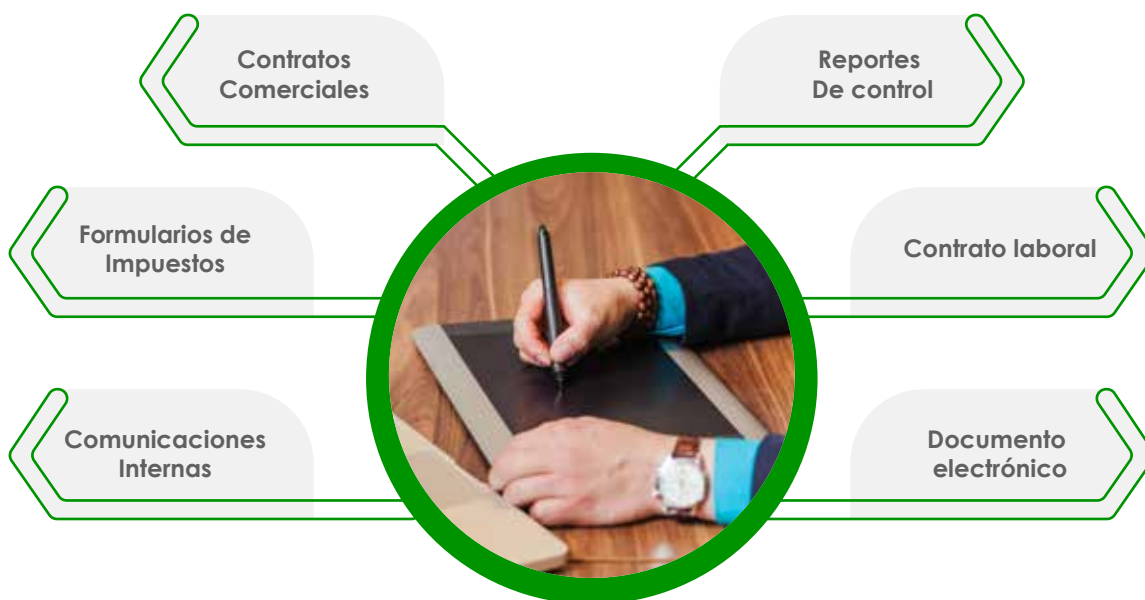 Contratos
Comerciales
Reportes
De control
Formularios de
Impuestos
Contrato laboral
Comunicaciones
Internas
Documento
electrónico